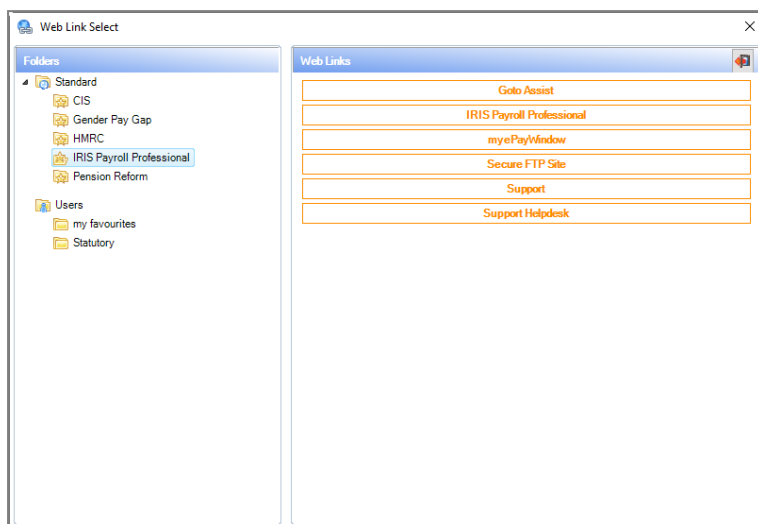 Web Link Select
Folders
Standard
CIS
Gender Pay Gap
HMRC
IRIS Payroll Professional
Pension Reform
Users
my favourites
Statutory
Web Links
Goto Assist
IRIS Payroll Professional
myePayWindow
Secure FTP Site
Support
Support Helpdesk